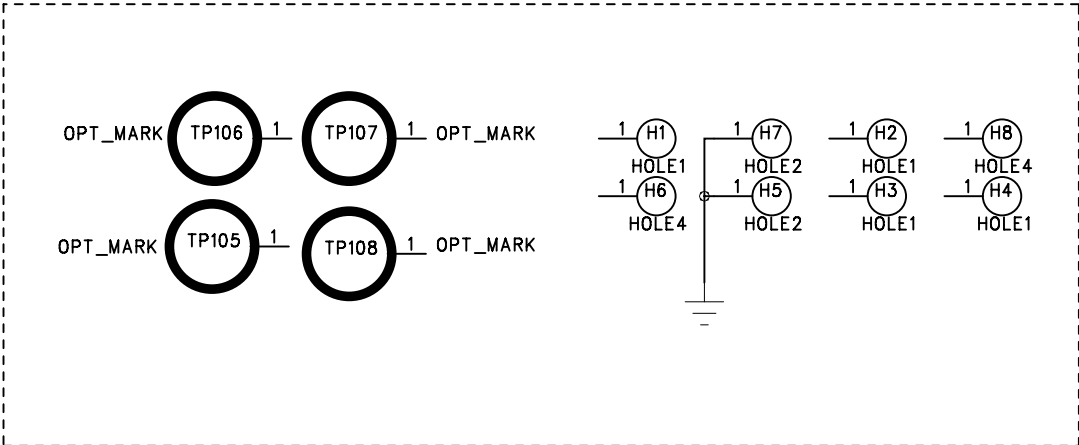 OPT_MARK TP106 1 TP107 1 OPT_MARK
1 H1 1 H7 1 H2 1 H8
HOLE1 HOLE2 HOLE1 HOLE4
1 H6 1 H5 1 H3 1 H4
HOLE4 HOLE2 HOLE1 HOLE1
OPT_MARK TP105 1 TP108 1 OPT_MARK